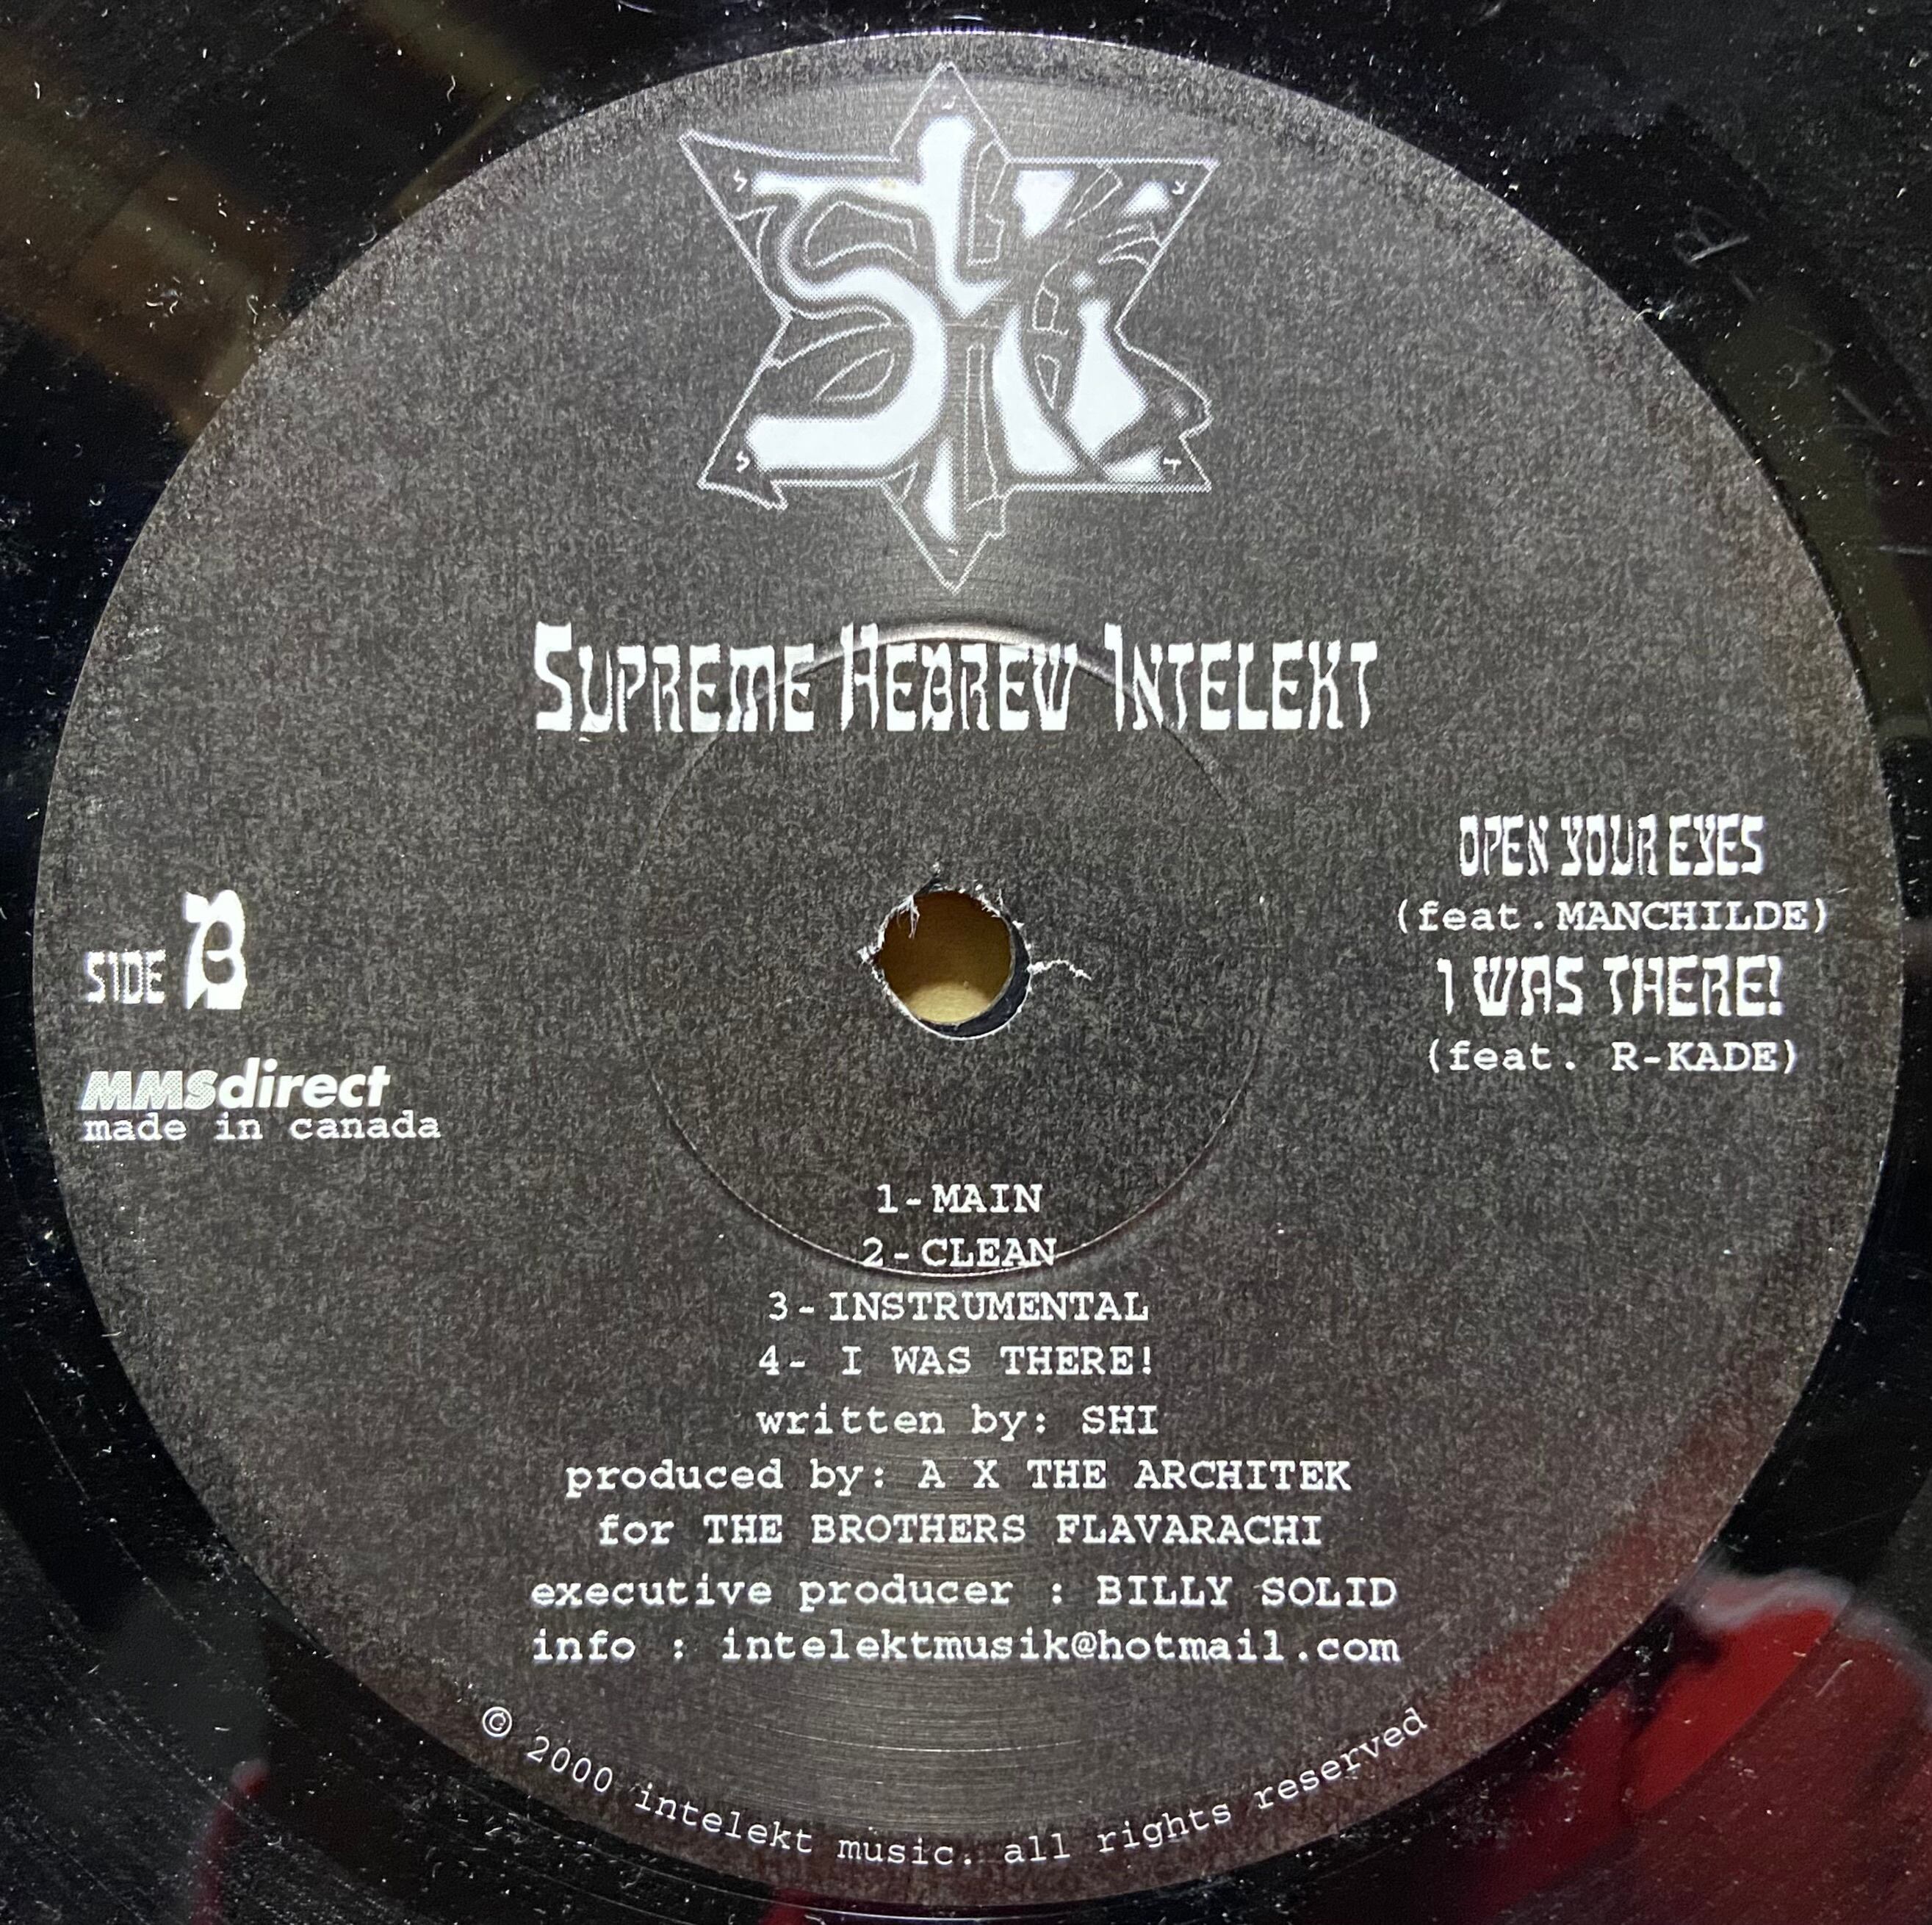 SHI
SUPREME HEBREW INTELEKT
OPEN YOUR EYES
(feat. MANCHILDE)
I WAS THERE!
(feat. R-KADE)
SIDE B
MMSdirect
made in canada
1-MAIN
2-CLEAN
3-INSTRUMENTAL
4- I WAS THERE!
written by: SHI
produced by: A X THE ARCHITEK
for THE BROTHERS FLAVARACHI
executive producer : BILLY SOLID
info : intelektmusik@hotmail.com
© 2000 intelekt music. all rights reserved